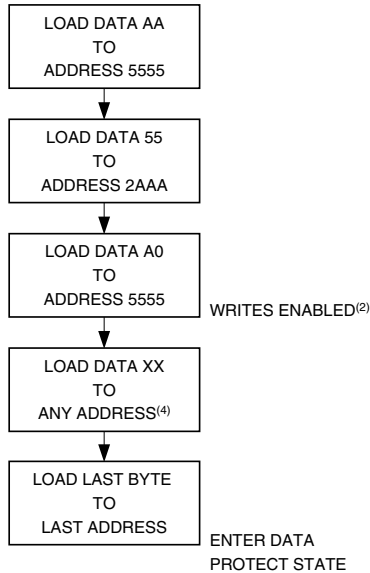 LOAD DATA AA
TO
ADDRESS 5555
LOAD DATA 55
TO
ADDRESS 2AAA
LOAD DATA A0
TO
ADDRESS 5555
WRITES ENABLED(2)
LOAD DATA XX
TO
ANY ADDRESS(4)
LOAD LAST BYTE
TO
LAST ADDRESS
ENTER DATA
PROTECT STATE